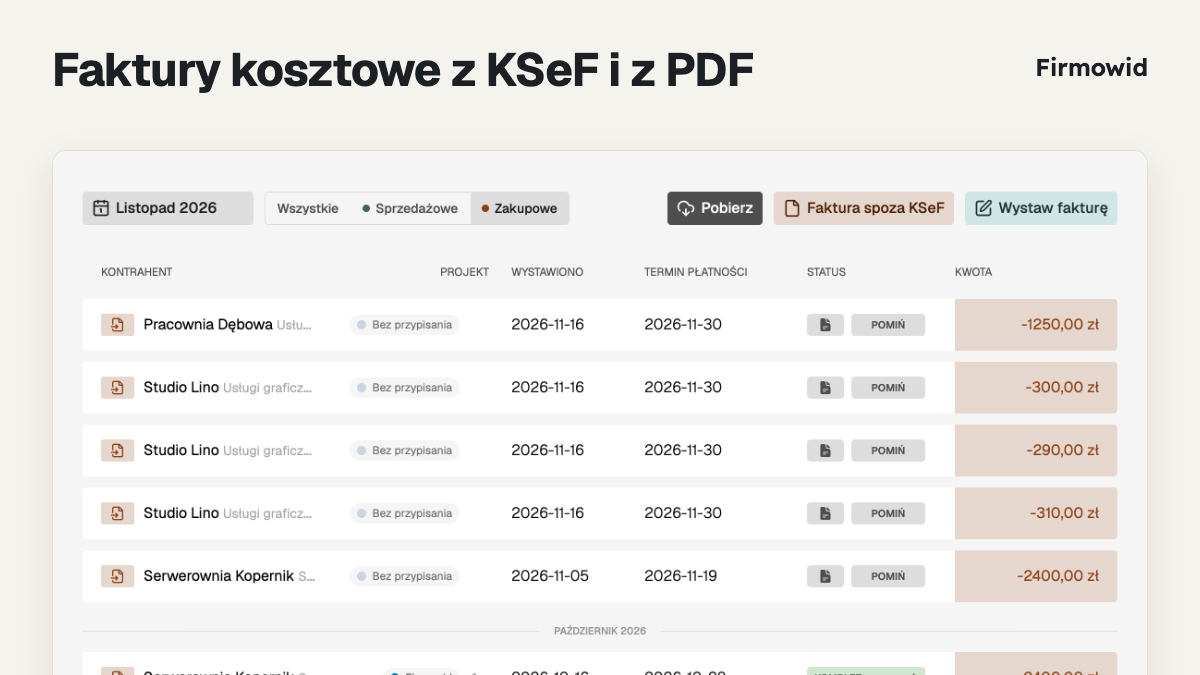 Faktury kosztowe z KSeF i z PDF
Firmowid
Listopad 2026
Wszystkie
Sprzedażowe
Zakupowe
Pobierz
Faktura spoza KSeF
Wystaw fakturę
KONTRAHENT PROJEKT WYSTAWIONO TERMIN PŁATNOŚCI STATUS KWOTA
Pracownia Dębowa Usłu... Bez przypisania 2026-11-16 2026-11-30 POMIŃ -1250,00 zł
Studio Lino Usługi graficz... Bez przypisania 2026-11-16 2026-11-30 POMIŃ -300,00 zł
Studio Lino Usługi graficz... Bez przypisania 2026-11-16 2026-11-30 POMIŃ -290,00 zł
Studio Lino Usługi graficz... Bez przypisania 2026-11-16 2026-11-30 POMIŃ -310,00 zł
Serwerownia Kopernik S... Bez przypisania 2026-11-05 2026-11-19 POMIŃ -2400,00 zł
PAŹDZIERNIK 2026
Serwerownia Kopernik